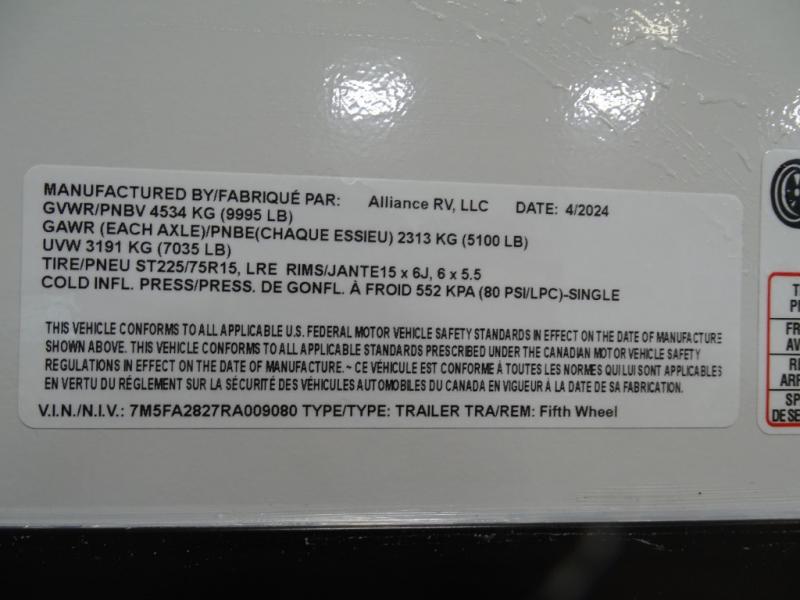 MANUFACTURED BY/FABRIQUÉ PAR: Alliance RV, LLC DATE: 4/2024
GVWR/PNBV 4534 KG (9995 LB)
GAWR (EACH AXLE)/PNBE(CHAQUE ESSIEU) 2313 KG (5100 LB)
UVW 3191 KG (7035 LB)
TIRE/PNEU ST225/75R15, LRE RIMS/JANTE15 x 6J, 6 x 5.5
COLD INFL. PRESS/PRESS. DE GONFL. À FROID 552 KPA (80 PSI/LPC)-SINGLE
THIS VEHICLE CONFORMS TO ALL APPLICABLE U.S. FEDERAL MOTOR VEHICLE SAFETY STANDARDS IN EFFECT ON THE DATE OF MANUFACTURE
SHOWN ABOVE. THIS VEHICLE CONFORMS TO ALL APPLICABLE STANDARDS PRESCRIBED UNDER THE CANADIAN MOTOR VEHICLE SAFETY
REGULATIONS IN EFFECT ON THE DATE OF MANUFACTURE. ~ CE VÉHICULE EST CONFORME À TOUTES LES NORMES QUI LUI SONT APPLICABLES
EN VERTU DU RÉGLEMENT SUR LA SÉCURITÉ DES VÉHICULES AUTOMOBILES DU CANADA EN VIGUEUR À LA DATE DE SA FABRICATION.
V.I.N./N.I.V.: 7M5FA2827RA009080 TYPE/TYPE: TRAILER TRA/REM: Fifth Wheel